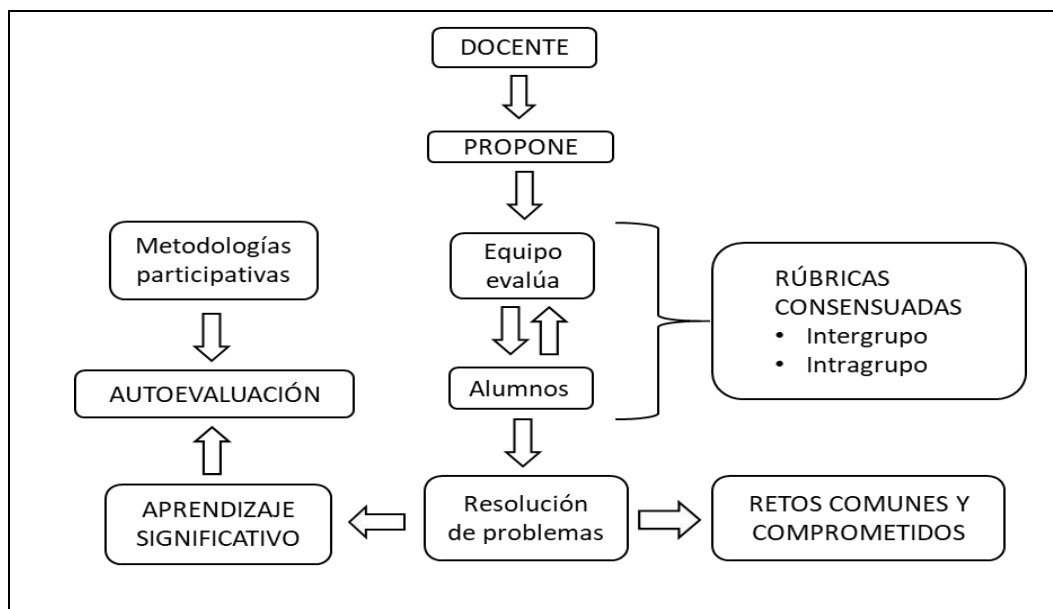 DOCENTE
PROPONE
Metodologías
participativas
Equipo
evalúa
RÚBRICAS
CONSENSUADAS
• Intergrupo
• Intragrupo
AUTOEVALUACIÓN
Alumnos
APRENDIZAJE
SIGNIFICATIVO
Resolución
de problemas
RETOS COMUNES Y
COMPROMETIDOS